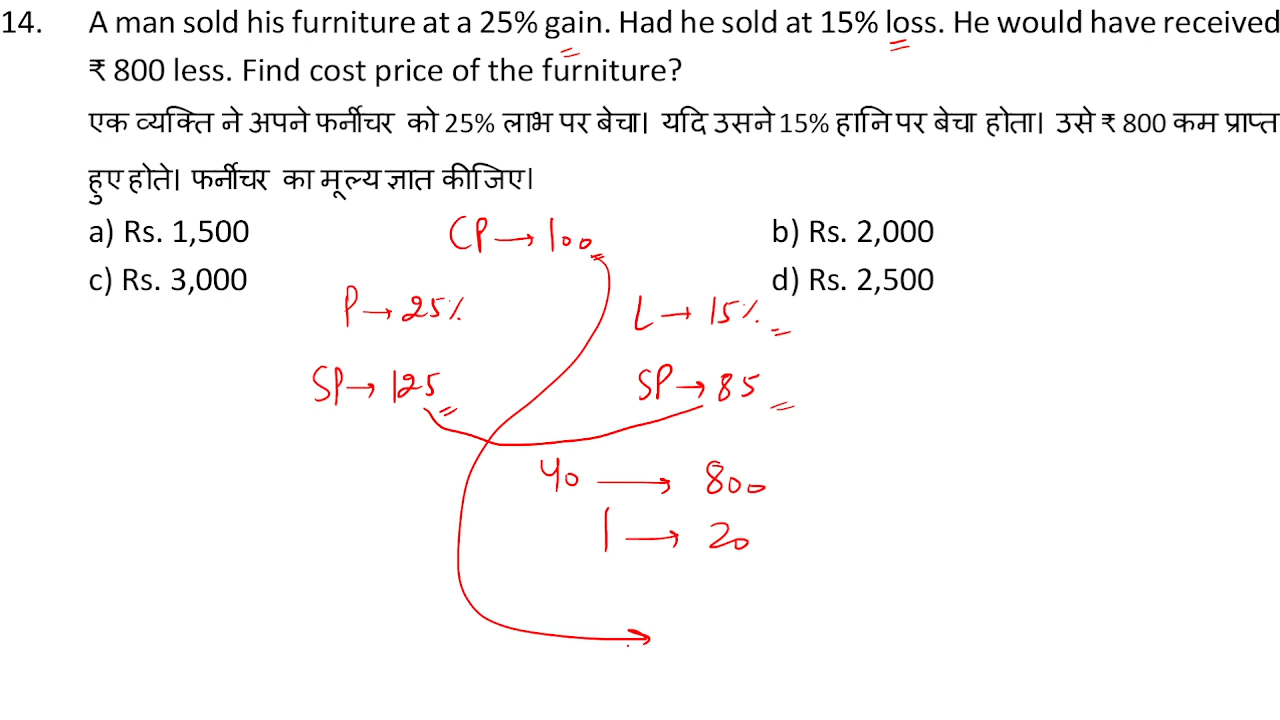 14. A man sold his furniture at a 25% gain. Had he sold at 15% loss. He would have received
₹ 800 less. Find cost price of the furniture?
एक व्यक्ति ने अपने फर्नीचर को 25% लाभ पर बेचा। यदि उसने 15% हानि पर बेचा होता। उसे ₹ 800 कम प्राप्त
हुए होते। फर्नीचर का मूल्य ज्ञात कीजिए।
a) Rs. 1,500 b) Rs. 2,000
CP → 100
c) Rs. 3,000 d) Rs. 2,500
P → 25% L → 15%
SP → 125 SP → 85
40 → 800
1 → 20